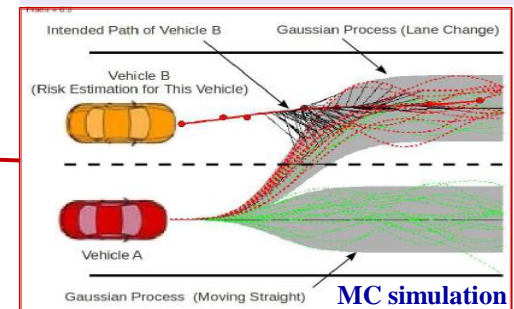 Intended Path of Vehicle B
Gaussian Process (Lane Change)
Vehicle B
(Risk Estimation for This Vehicle)
Vehicle A
Gaussian Process (Moving Straight)
MC simulation